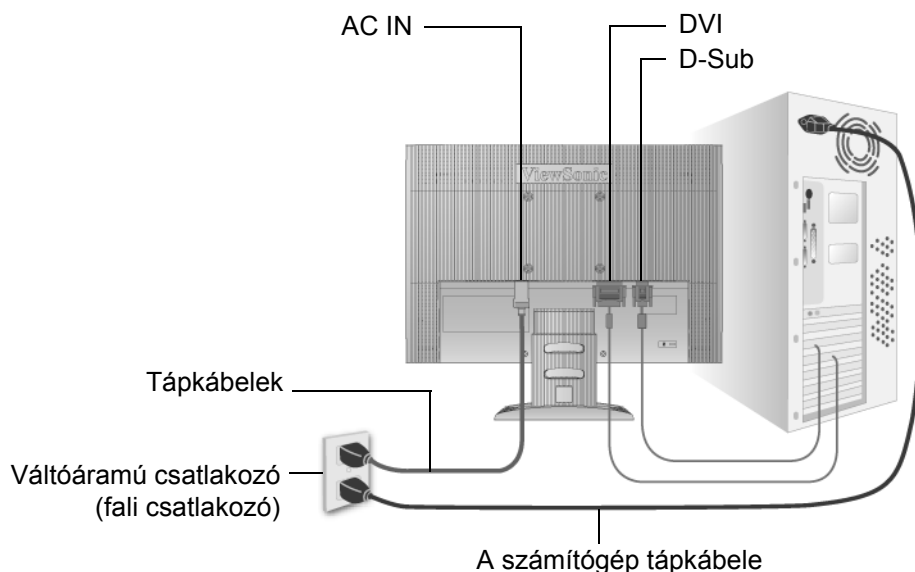 AC IN
DVI
D-Sub
ViewSonic
Tápkábelek
Váltóáramú csatlakozó
(fali csatlakozó)
A számítógép tápkábele